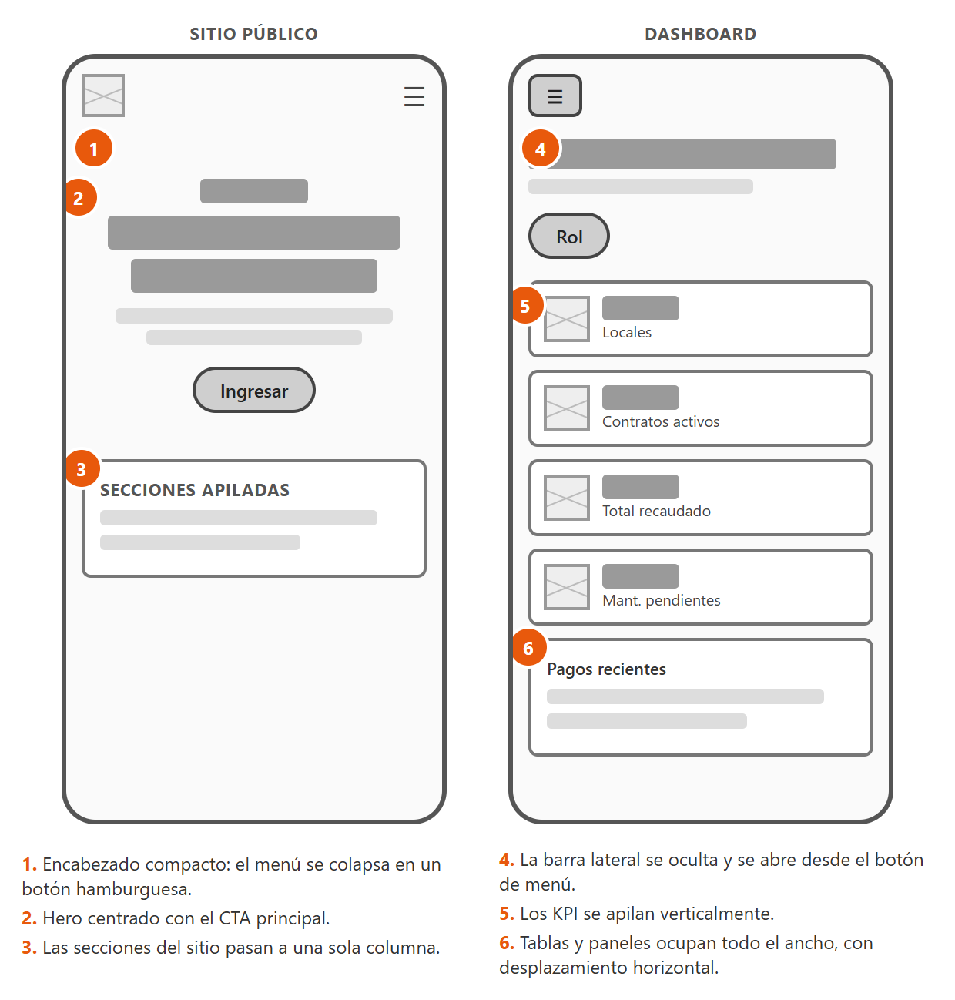 SITIO PÚBLICO
1
2
Ingresar
3
SECCIONES APILADAS
1. Encabezado compacto: el menú se colapsa en un
botón hamburguesa.
2. Hero centrado con el CTA principal.
3. Las secciones del sitio pasan a una sola columna.
DASHBOARD
4
Rol
5
Locales
Contratos activos
Total recaudado
Mant. pendientes
6
Pagos recientes
4. La barra lateral se oculta y se abre desde el botón
de menú.
5. Los KPI se apilan verticalmente.
6. Tablas y paneles ocupan todo el ancho, con
desplazamiento horizontal.